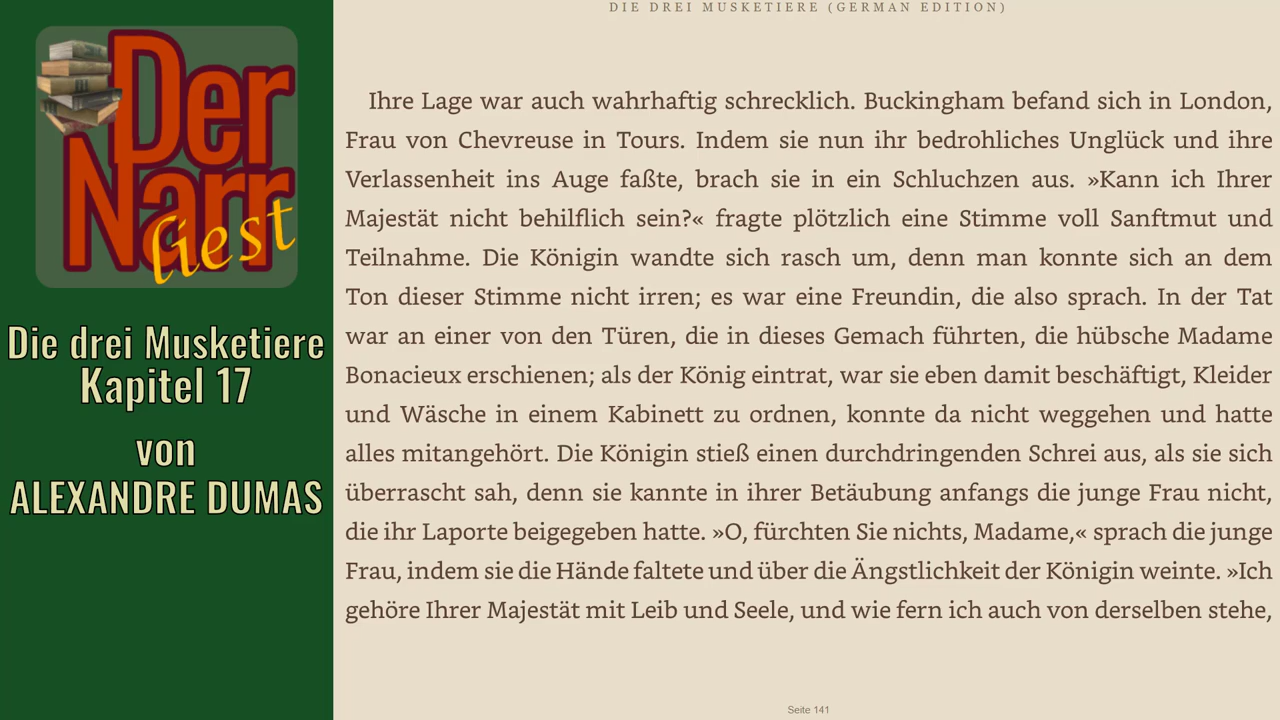 Der
Narr
liest
Die drei Musketiere
Kapitel 17
von
ALEXANDRE DUMAS
DIE DREI MUSKETIERE (GERMAN EDITION)
Ihre Lage war auch wahrhaftig schrecklich. Buckingham befand sich in London,
Frau von Chevreuse in Tours. Indem sie nun ihr bedrohliches Unglück und ihre
Verlassenheit ins Auge faßte, brach sie in ein Schluchzen aus. »Kann ich Ihrer
Majestät nicht behilflich sein?« fragte plötzlich eine Stimme voll Sanftmut und
Teilnahme. Die Königin wandte sich rasch um, denn man konnte sich an dem
Ton dieser Stimme nicht irren; es war eine Freundin, die also sprach. In der Tat
war an einer von den Türen, die in dieses Gemach führten, die hübsche Madame
Bonacieux erschienen; als der König eintrat, war sie eben damit beschäftigt, Kleider
und Wäsche in einem Kabinett zu ordnen, konnte da nicht weggehen und hatte
alles mitangehört. Die Königin stieß einen durchdringenden Schrei aus, als sie sich
überrascht sah, denn sie kannte in ihrer Betäubung anfangs die junge Frau nicht,
die ihr Laporte beigegeben hatte. »O, fürchten Sie nichts, Madame,« sprach die junge
Frau, indem sie die Hände faltete und über die Ängstlichkeit der Königin weinte. »Ich
gehöre Ihrer Majestät mit Leib und Seele, und wie fern ich auch von derselben stehe,
Seite 141